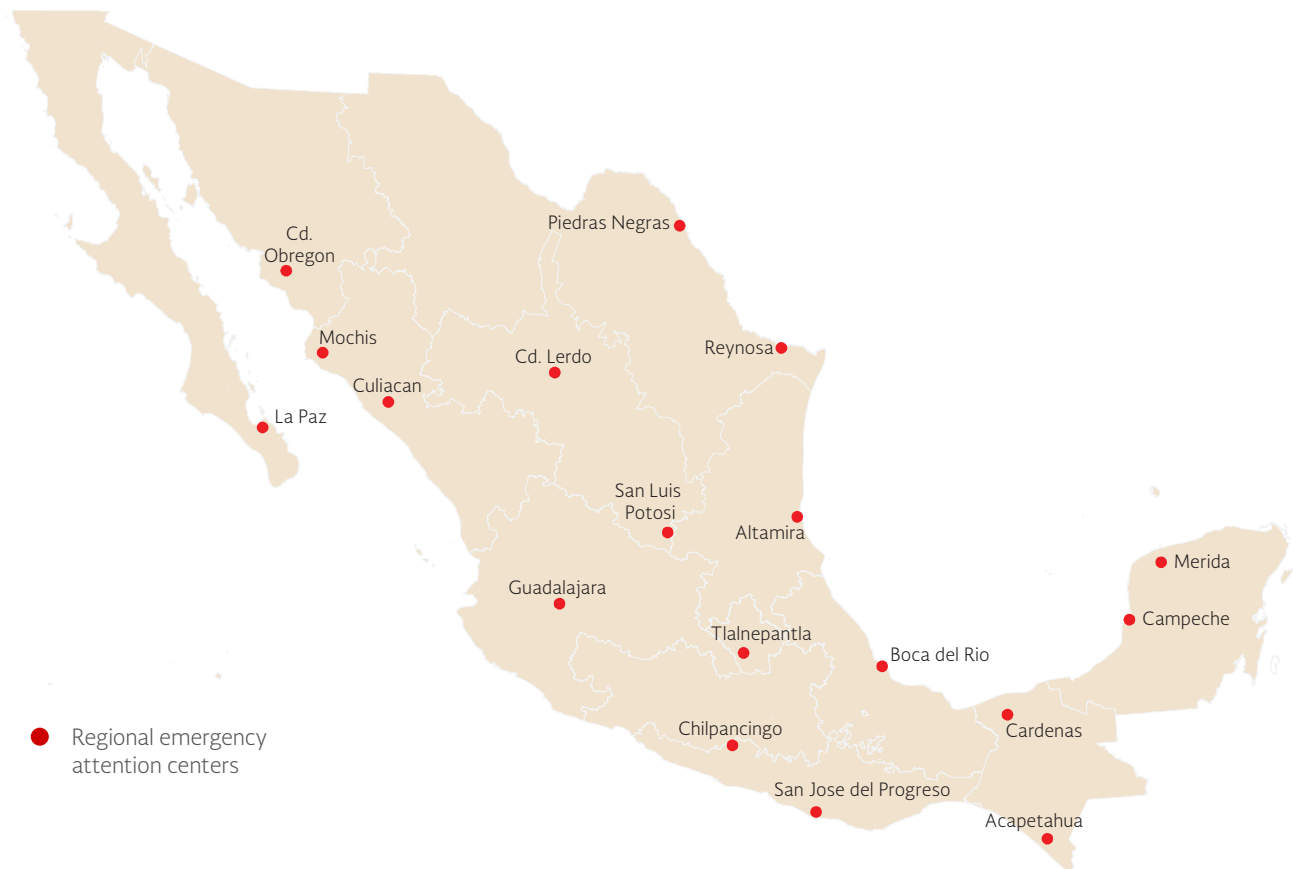 Piedras Negras
Cd.
Obregon
Mochis
Reynosa
Cd. Lerdo
Culiacan
La Paz
San Luis
Potosi
Altamira
Merida
Guadalajara
Campeche
Tlalnepantla
Boca del Rio
Chilpancingo
Cardenas
Regional emergency
attention centers
San Jose del Progreso
Acapetahua